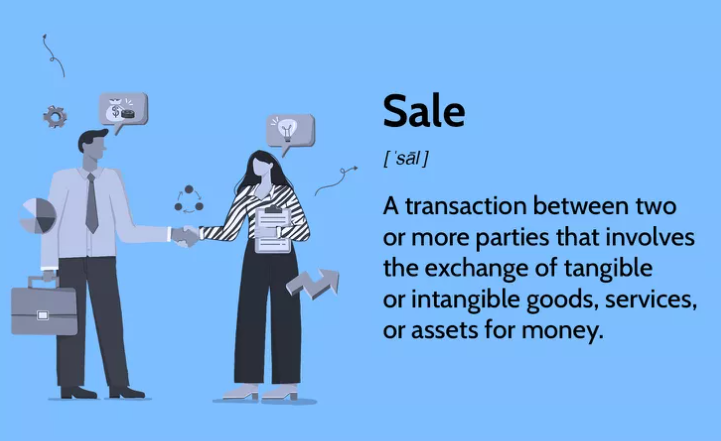 $
Sale
[ ˈsāl ]
A transaction between two
or more parties that involves
the exchange of tangible
or intangible goods, services,
or assets for money.